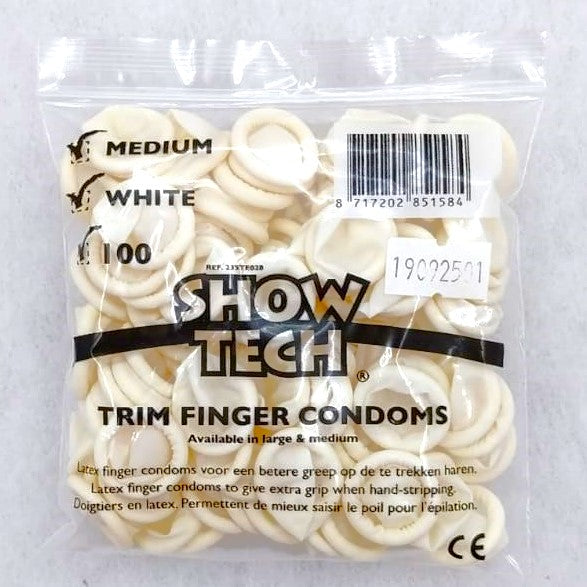 MEDIUM
WHITE
100
8 717202 851584
19092501
SHOW
TECH®
TRIM FINGER CONDOMS
Available in large & medium
Latex finger condoms voor een betere greep op de te trekken haren.
Latex finger condoms to give extra grip when hand-stripping.
Doigtiers en latex. Permettent de mieux saisir le poil pour l'épilation.
CE